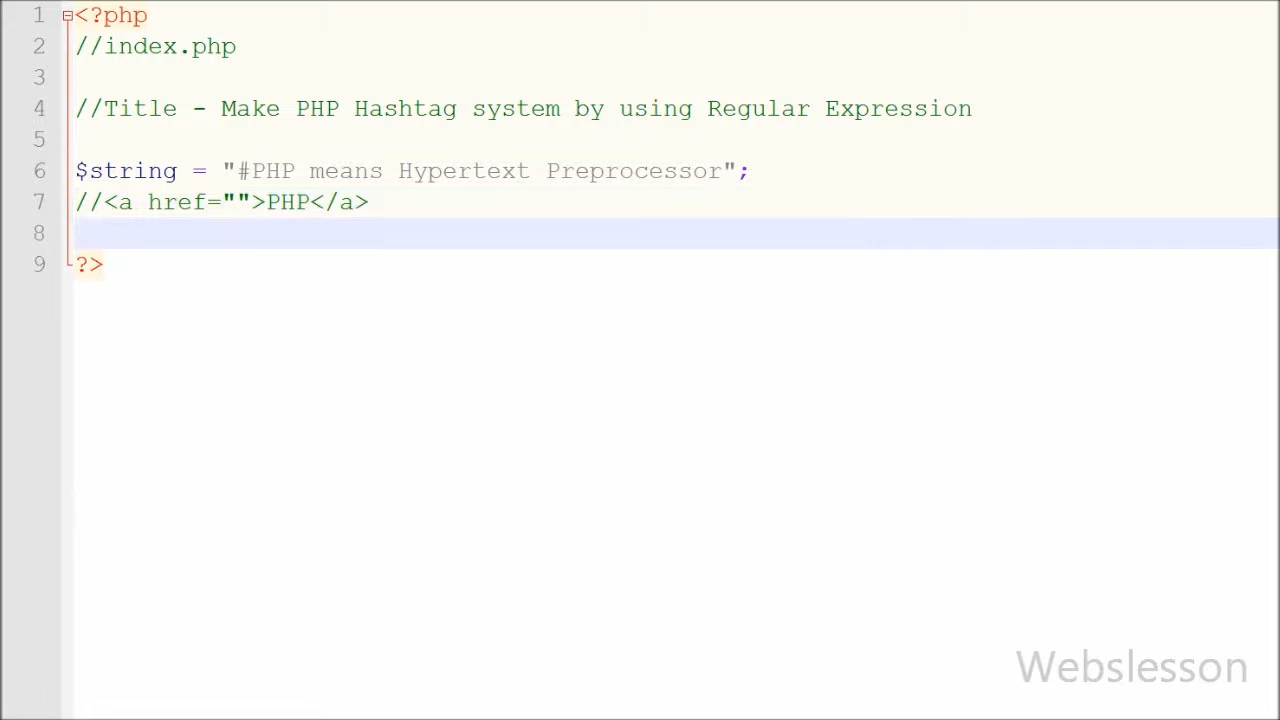 1 <?php
2 //index.php
3
4 //Title - Make PHP Hashtag system by using Regular Expression
5
6 $string = "#PHP means Hypertext Preprocessor";
7 //<a href="">PHP</a>
8
9 ?>
Webslesson